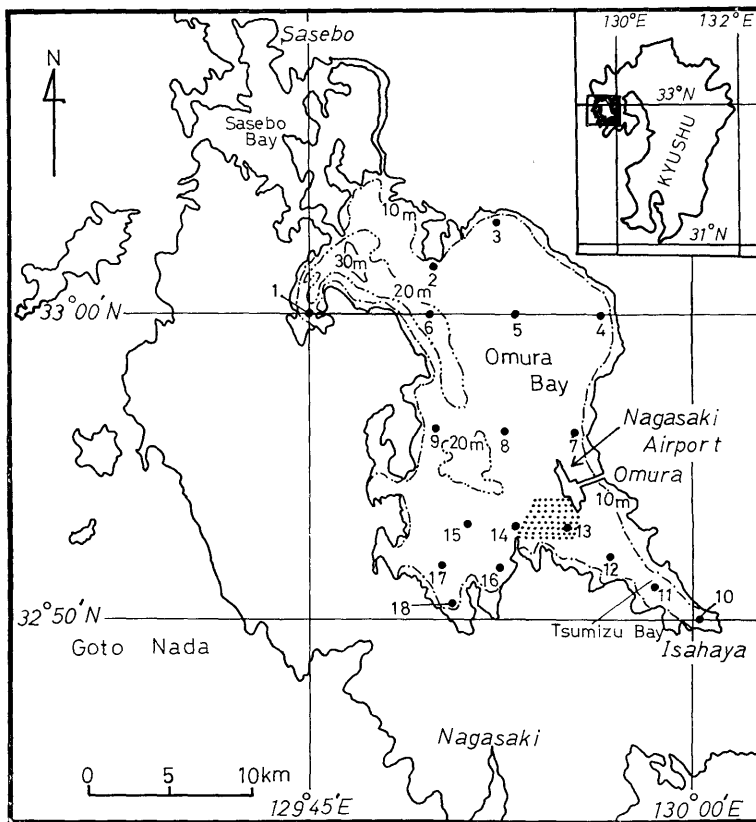 130°E
132°E
Sasebo
N
33°N
Sasebo
Bay
KYUSHU
10m
31°N
3
30m
2
1
20m
33°00'N
6
5
4
Omura
Bay
Nagasaki
Airport
9
20m
8
7
Omura
10m
15
14
13
12
17
16
11
10
18
32°50'N
Tsumizu Bay
Goto Nada
Isahaya
Nagasaki
0 5 10km
129°45'E
130°00'E